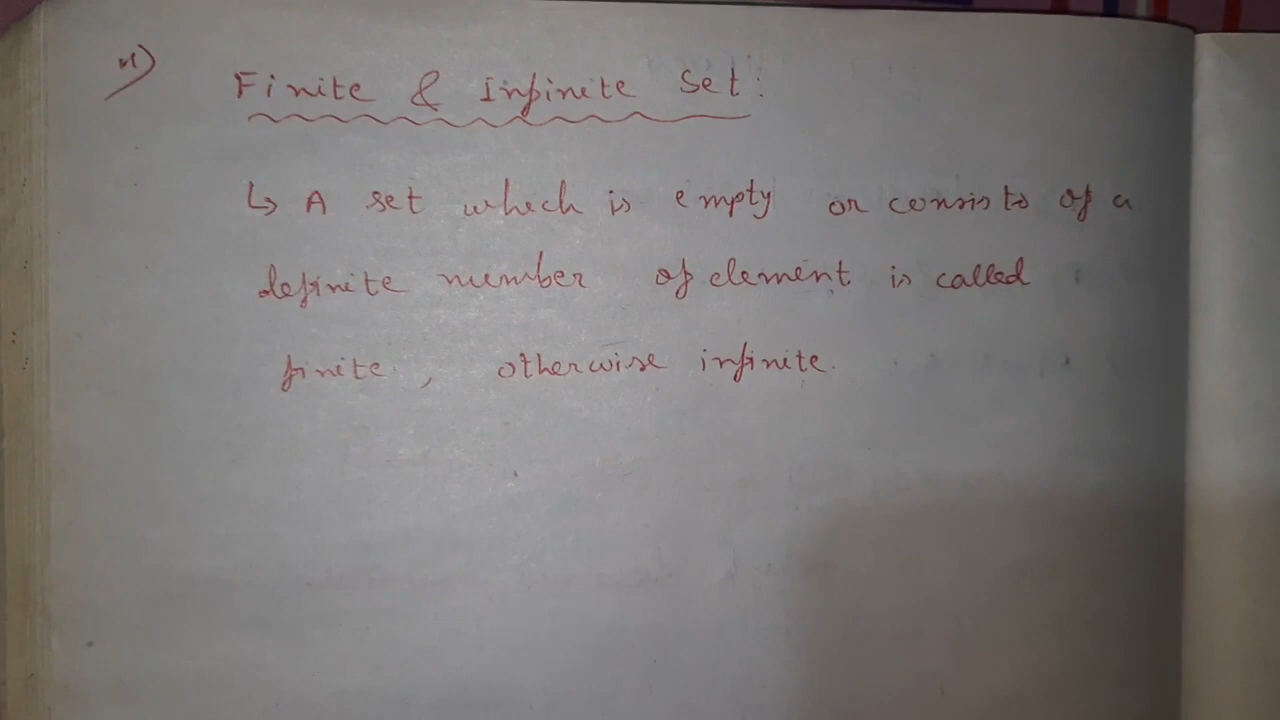 Finite & Infinite Set:
↳ A set which is empty or consists of a
definite number of element is called
finite, otherwise infinite.